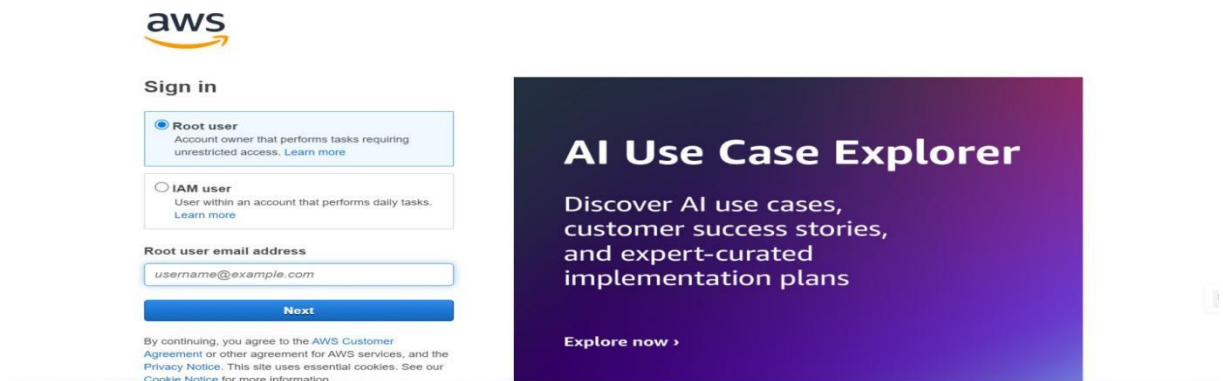 aws
Sign in
Root user
Account owner that performs tasks requiring
unrestricted access. Learn more
IAM user
User within an account that performs daily tasks.
Learn more
Root user email address
username@example.com
Next
By continuing, you agree to the AWS Customer
Agreement or other agreement for AWS services, and the
Privacy Notice. This site uses essential cookies. See our
Cookie Notice for more information.
AI Use Case Explorer
Discover AI use cases,
customer success stories,
and expert-curated
implementation plans
Explore now ›